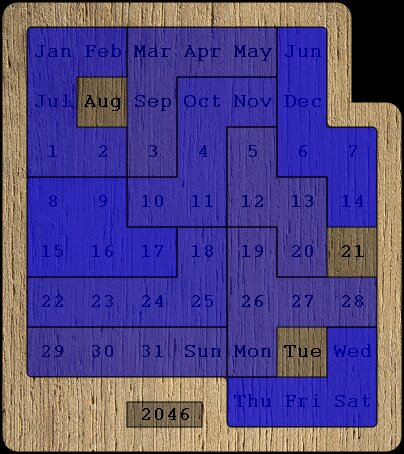 Jan Feb Mar Apr May Jun
Jul Aug Sep Oct Nov Dec
1 2 3 4 5 6 7
8 9 10 11 12 13 14
15 16 17 18 19 20 21
22 23 24 25 26 27 28
29 30 31 Sun Mon Tue Wed
Thu Fri Sat
2046